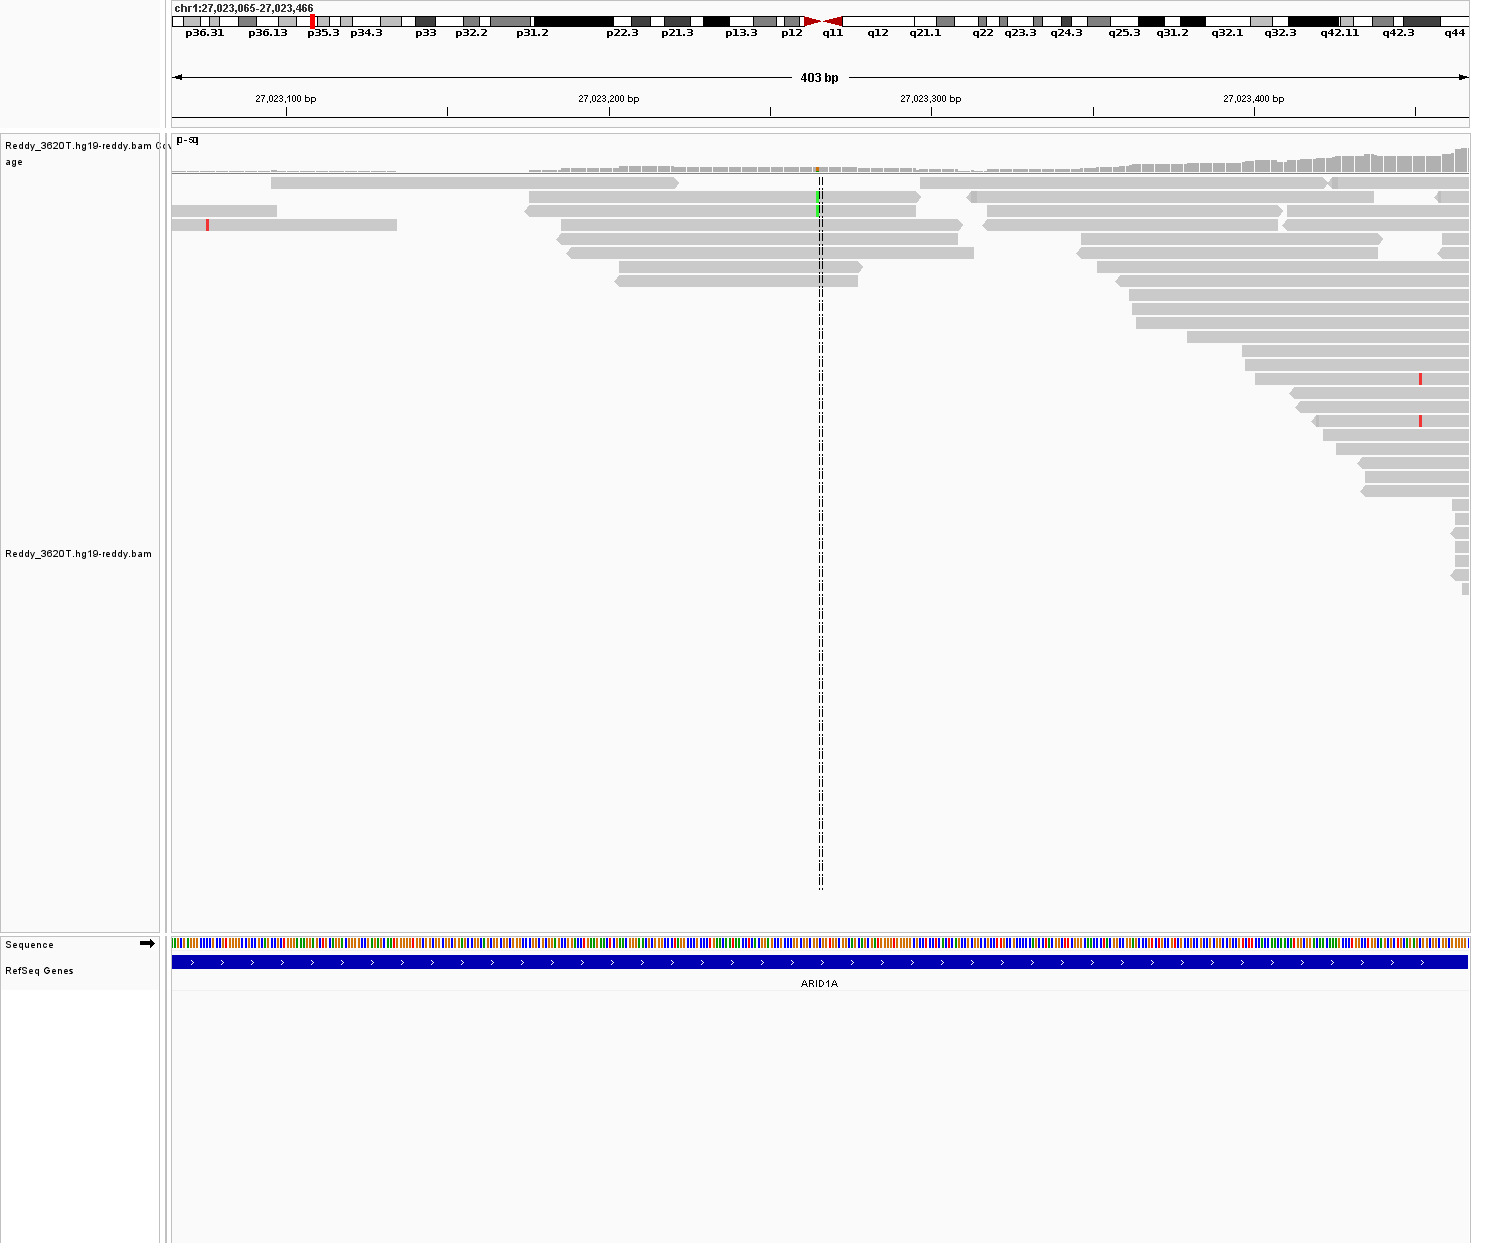 chr1:27,023,065-27,023,466
p36.31 p36.13 p35.3 p34.3 p33 p32.2 p31.2 p22.3 p21.3 p13.3 p12 q11 q12 q21.1 q22 q23.3 q24.3 q25.3 q31.2 q32.1 q32.3 q42.11 q42.3 q44
403 bp
27,023,100 bp 27,023,200 bp 27,023,300 bp 27,023,400 bp
Reddy_3620T.hg19-reddy.bam Cov
age
Reddy_3620T.hg19-reddy.bam
Sequence
RefSeq Genes
ARID1A